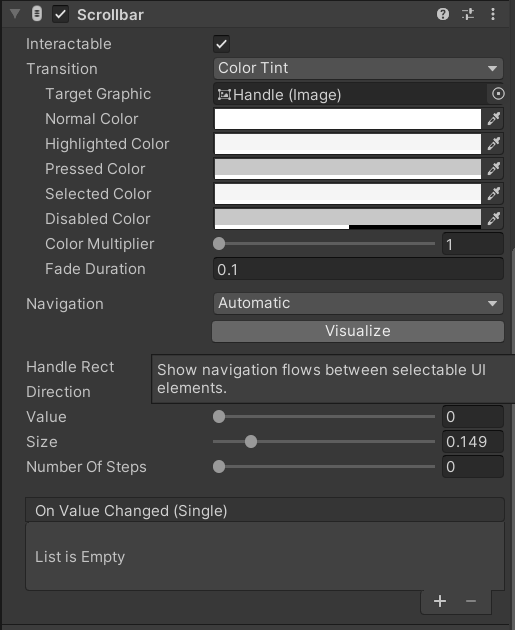 Scrollbar
Interactable
Transition Color Tint
Target Graphic Handle (Image)
Normal Color
Highlighted Color
Pressed Color
Selected Color
Disabled Color
Color Multiplier 1
Fade Duration 0.1
Navigation Automatic
Visualize
Handle Rect
Show navigation flows between selectable UI
elements.
Direction
Value 0
Size 0.149
Number Of Steps 0
On Value Changed (Single)
List is Empty